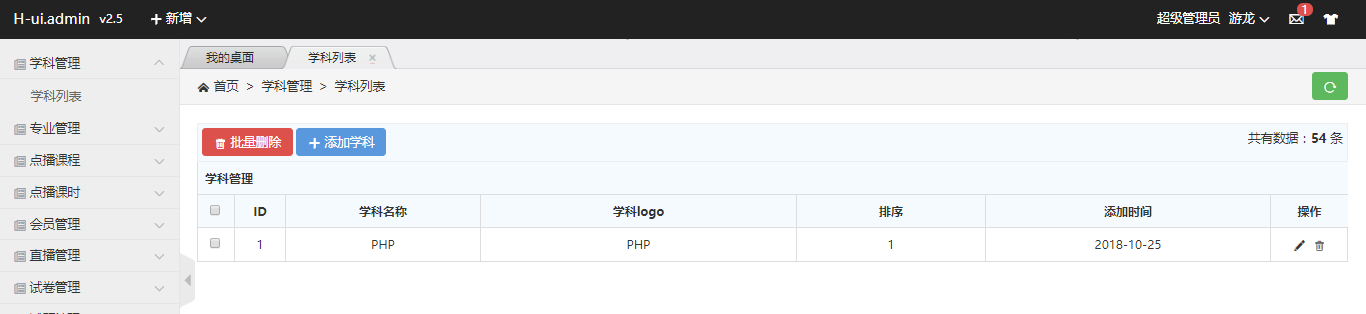 H-ui.admin v2.5 新增 超级管理员 游龙 1
学科管理
学科列表
专业管理
点播课程
点播课时
会员管理
直播管理
试卷管理
我的桌面 学科列表
首页 > 学科管理 > 学科列表
批量删除 添加学科 共有数据：54 条
学科管理
ID 学科名称 学科logo 排序 添加时间 操作
1 PHP PHP 1 2018-10-25